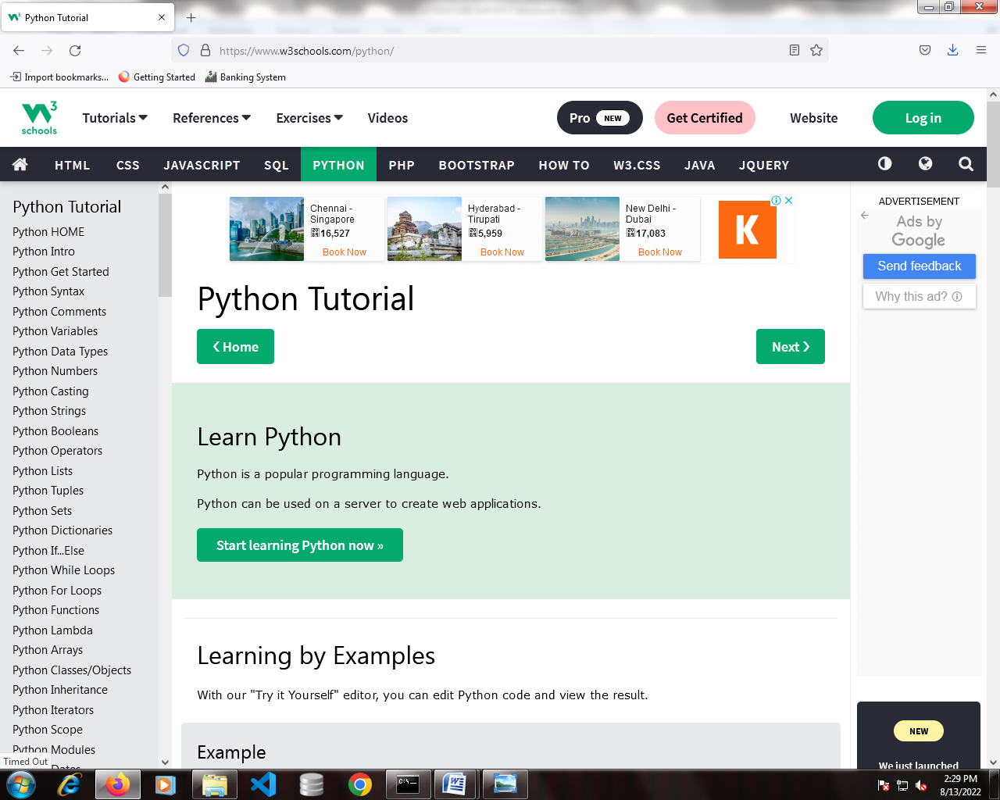 Python Tutorial
https://www.w3schools.com/python/
Import bookmarks... Getting Started Banking System
W3 schools Tutorials References Exercises Videos Pro NEW Get Certified Website Log in
HTML CSS JAVASCRIPT SQL PYTHON PHP BOOTSTRAP HOW TO W3.CSS JAVA JQUERY
Python Tutorial
Python HOME
Python Intro
Python Get Started
Python Syntax
Python Comments
Python Variables
Python Data Types
Python Numbers
Python Casting
Python Strings
Python Booleans
Python Operators
Python Lists
Python Tuples
Python Sets
Python Dictionaries
Python If...Else
Python While Loops
Python For Loops
Python Functions
Python Lambda
Python Arrays
Python Classes/Objects
Python Inheritance
Python Iterators
Python Scope
Python Modules
Timed Out
Chennai -
Singapore
16,527
Book Now
Hyderabad -
Tirupati
5,959
Book Now
New Delhi -
Dubai
17,083
Book Now
K
Python Tutorial
❮ Home Next ❯
Learn Python
Python is a popular programming language.
Python can be used on a server to create web applications.
Start learning Python now »
Learning by Examples
With our "Try it Yourself" editor, you can edit Python code and view the result.
Example
ADVERTISEMENT
Ads by
Google
Send feedback
Why this ad?
NEW
We just launched
C:\_
W
2:29 PM
8/13/2022